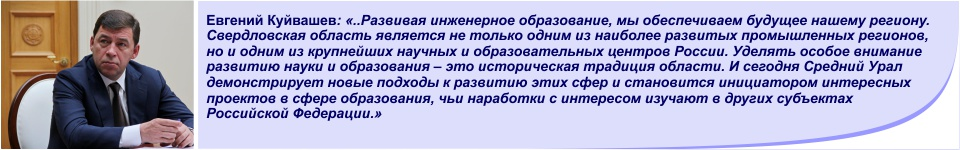 Евгений Куйвашев: «..Развивая инженерное образование, мы обеспечиваем будущее нашему региону.
Свердловская область является не только одним из наиболее развитых промышленных регионов,
но и одним из крупнейших научных и образовательных центров России. Уделять особое внимание
развитию науки и образования – это историческая традиция области. И сегодня Средний Урал
демонстрирует новые подходы к развитию этих сфер и становится инициатором интересных
проектов в сфере образования, чьи наработки с интересом изучают в других субъектах
Российской Федерации.»